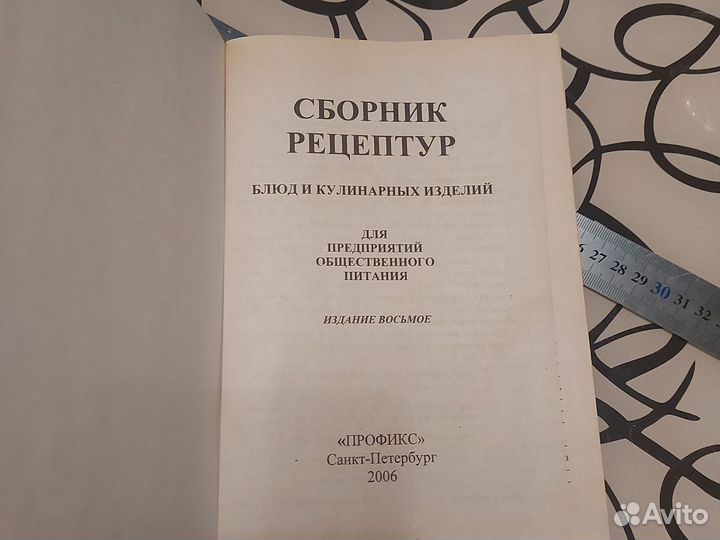 СБОРНИК
РЕЦЕПТУР
БЛЮД И КУЛИНАРНЫХ ИЗДЕЛИЙ
ДЛЯ
ПРЕДПРИЯТИЙ
ОБЩЕСТВЕННОГО
ПИТАНИЯ
ИЗДАНИЕ ВОСЬМОЕ
«ПРОФИКС»
Санкт-Петербург
2006
27 28 29 30 31 32
Avito